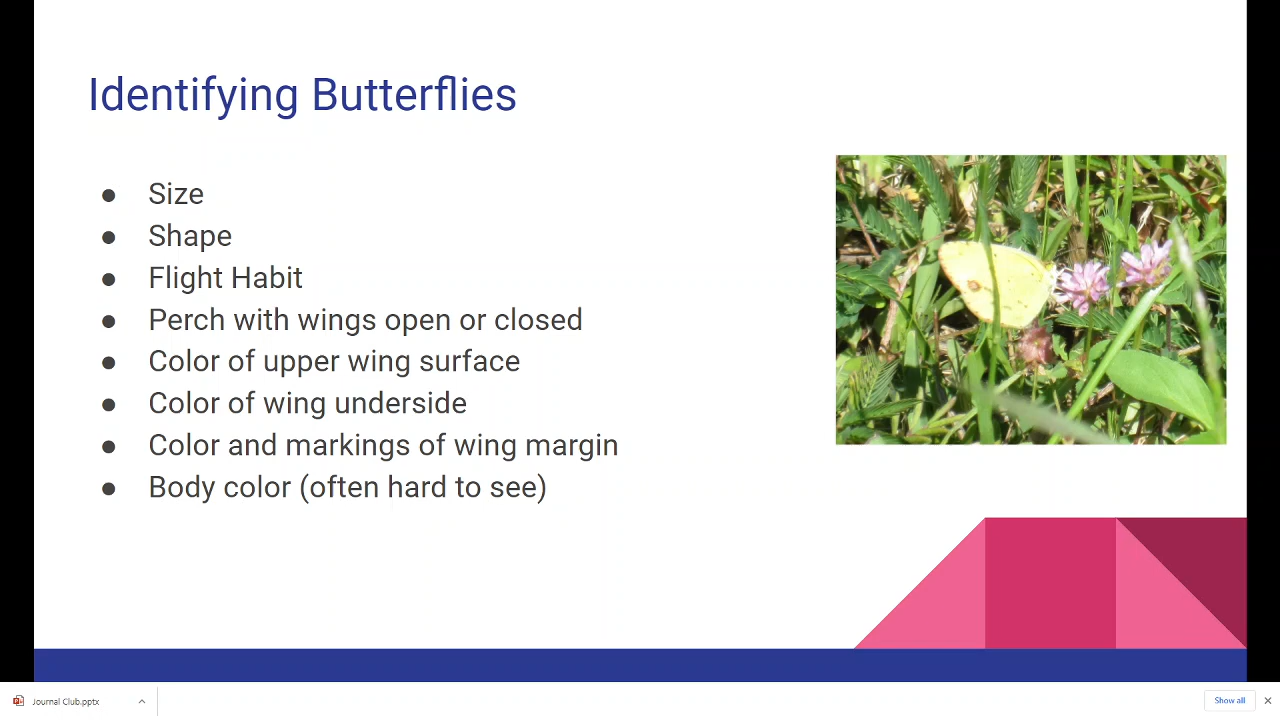 Identifying Butterflies
Size
Shape
Flight Habit
Perch with wings open or closed
Color of upper wing surface
Color of wing underside
Color and markings of wing margin
Body color (often hard to see)
Journal Club.pptx
Show all